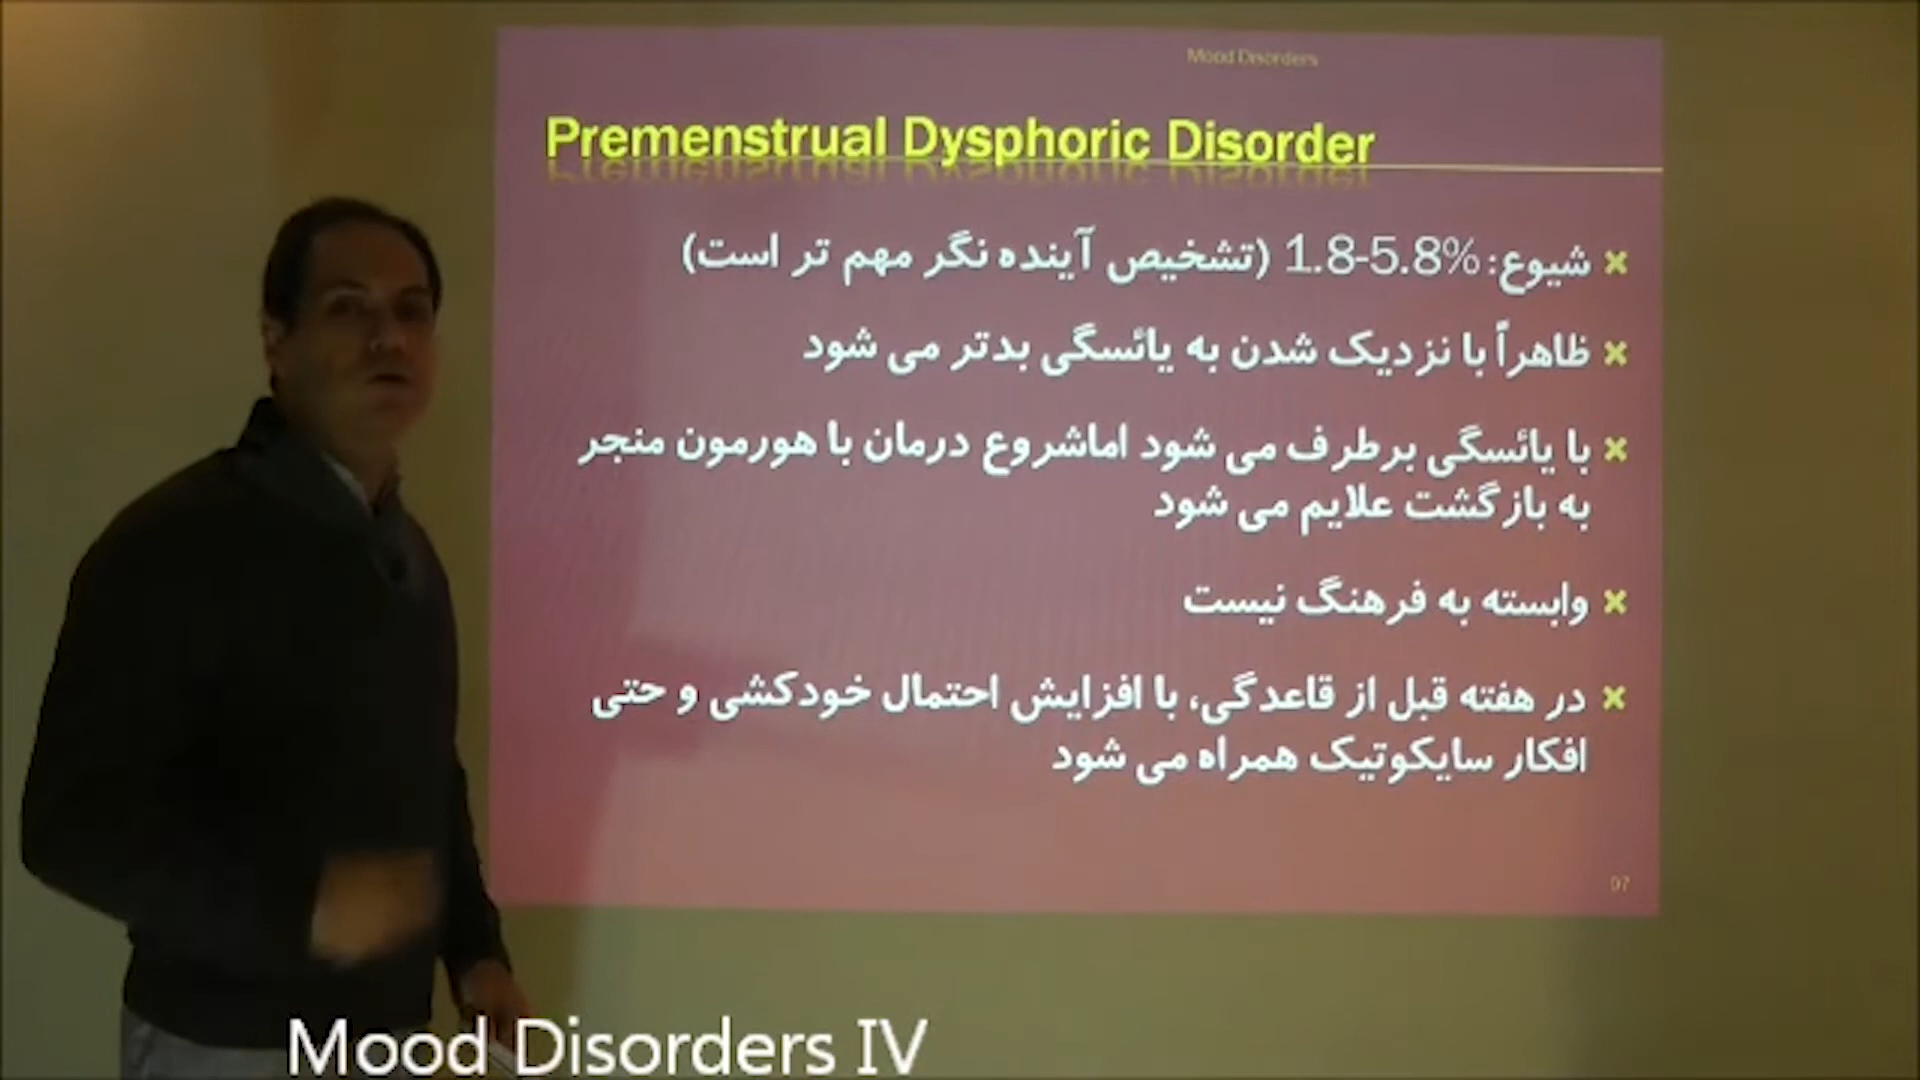 Mood Disorders
Premenstrual Dysphoric Disorder
شیوع: 1.8-5.8% (تشخیص آینده نگر مهم تر است)
ظاهراً با نزدیک شدن به یائسگی بدتر می شود
با یائسگی برطرف می شود اماشروع درمان با هورمون منجر
به بازگشت علایم می شود
وابسته به فرهنگ نیست
در هفته قبل از قاعدگی، با افزایش احتمال خودکشی و حتی
افکار سایکوتیک همراه می شود
97
Mood Disorders IV